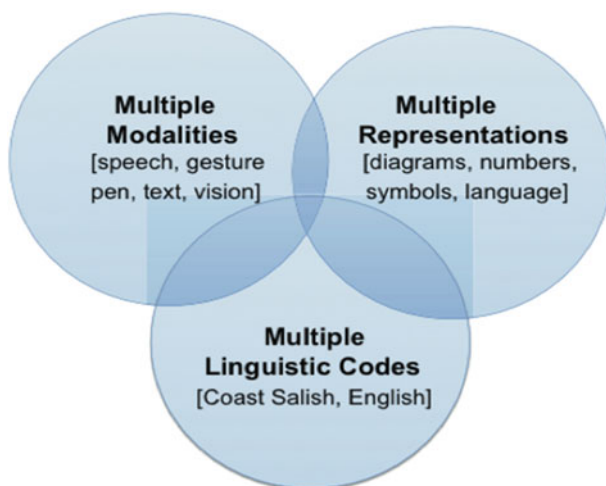 Multiple
Modalities
[speech, gesture
pen, text, vision]
Multiple
Representations
[diagrams, numbers,
symbols, language]
Multiple
Linguistic Codes
[Coast Salish, English]